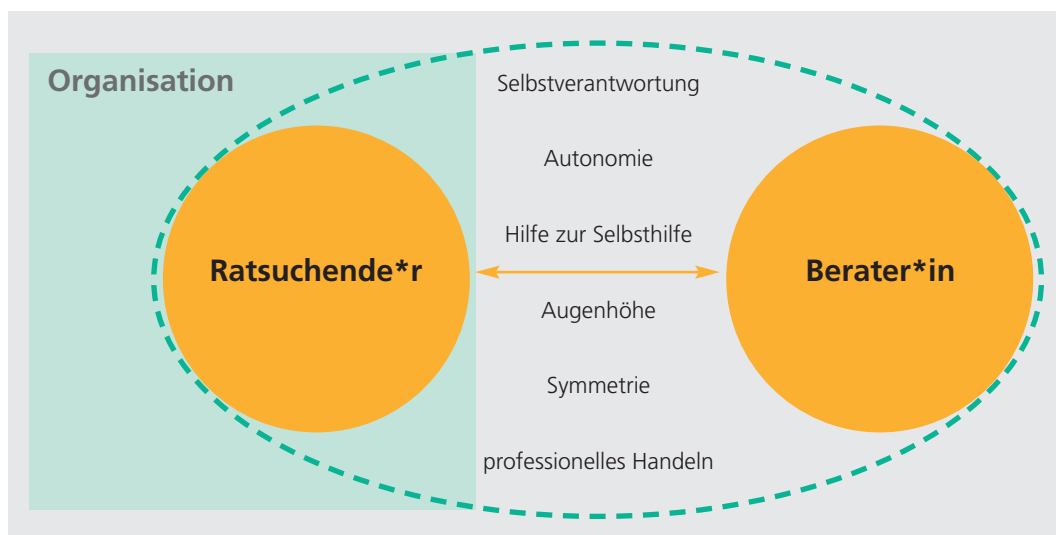 Organisation
Selbstverantwortung
Autonomie
Hilfe zur Selbsthilfe
Ratsuchende*r
Berater*in
Augenhöhe
Symmetrie
professionelles Handeln